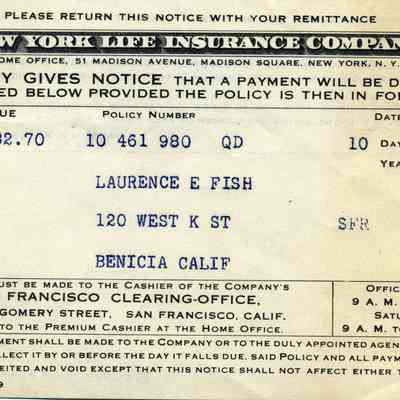 PLEASE RETURN THIS NOTICE WITH YOUR REMITTANCE
W YORK LIFE INSURANCE COMPAN
OME OFFICE, 51 MADISON AVENUE, MADISON SQUARE, NEW YORK, N. Y.
Y GIVES NOTICE THAT A PAYMENT WILL BE D
ED BELOW PROVIDED THE POLICY IS THEN IN FO
UE POLICY NUMBER DATE
32.70 10 461 980 QD 10 DAY
YEA
LAURENCE E FISH
120 WEST K ST SFR
BENICIA CALIF
UST BE MADE TO THE CASHIER OF THE COMPANY'S OFFIC
FRANCISCO CLEARING-OFFICE, 9 A. M.
GOMERY STREET, SAN FRANCISCO, CALIF. SATU
TO THE PREMIUM CASHIER AT THE HOME OFFICE. 9 A. M. TO
MENT SHALL BE MADE TO THE COMPANY OR TO THE DULY APPOINTED AGEN
LLECT IT BY OR BEFORE THE DAY IT FALLS DUE, SAID POLICY AND ALL PAYM
EITED AND VOID EXCEPT THAT THIS NOTICE SHALL NOT AFFECT EITHER T
9